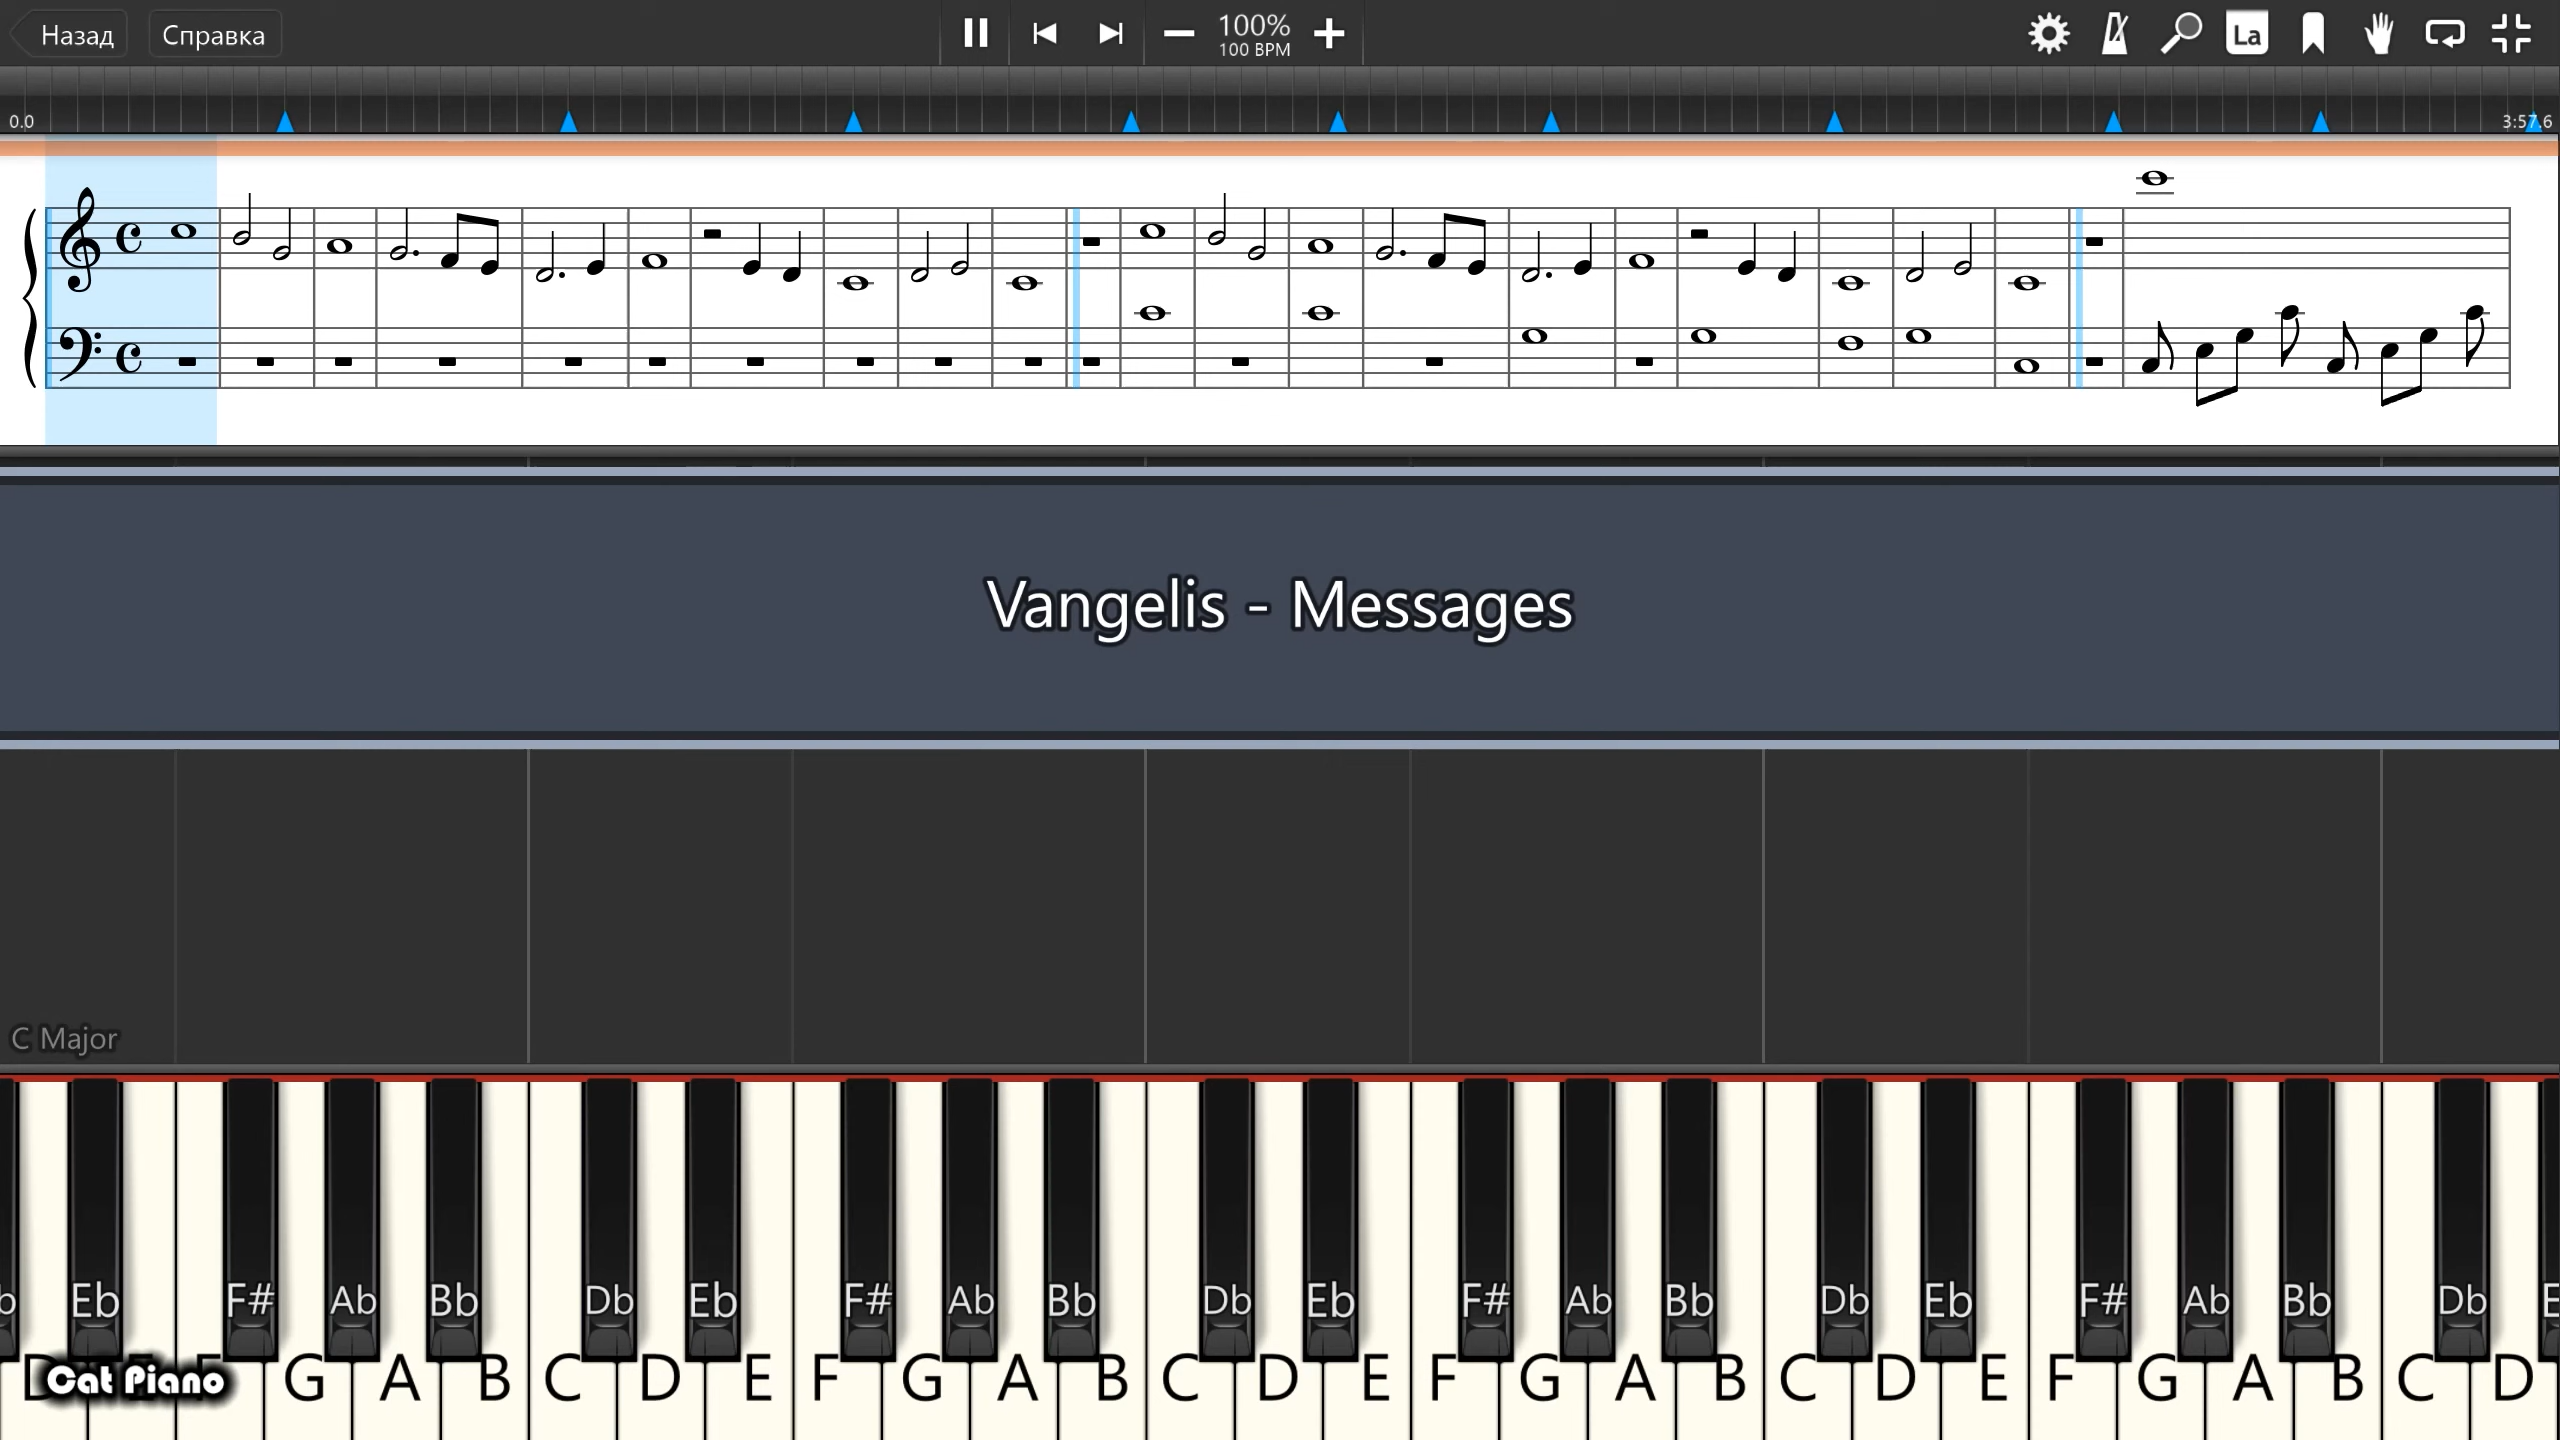 Назад Справка 100% La
100 BPM
0.0 3:57.6
Vangelis - Messages
C Major
b Eb F# Ab Bb Db Eb F# Ab Bb Db Eb F# Ab Bb Db Eb F# Ab Bb Db E
D F G A B C D E F G A B C D E F G A B C D E F G A B C D
Cat Piano